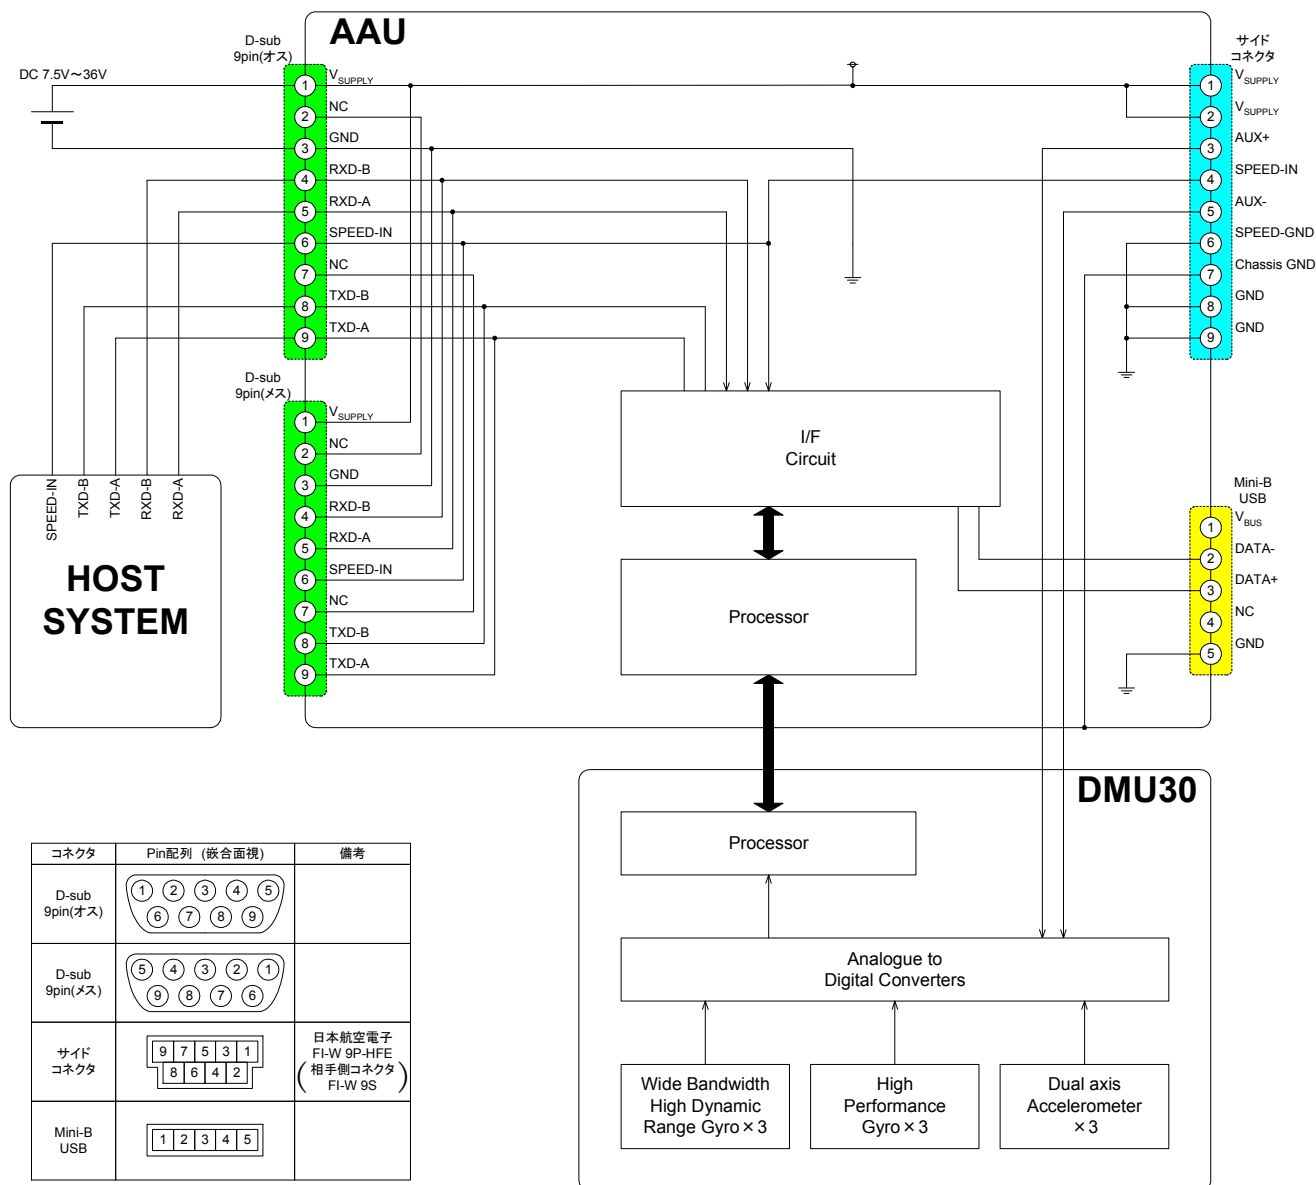 AAU
D-sub
9pin(オス)
DC 7.5V～36V
1 VSUPPLY
2 NC
3 GND
4 RXD-B
5 RXD-A
6 SPEED-IN
7 NC
8 TXD-B
9 TXD-A
D-sub
9pin(メス)
1 VSUPPLY
2 NC
3 GND
4 RXD-B
5 RXD-A
6 SPEED-IN
7 NC
8 TXD-B
9 TXD-A
サイド
コネクタ
1 VSUPPLY
2 VSUPPLY
3 AUX+
4 SPEED-IN
5 AUX-
6 SPEED-GND
7 Chassis GND
8 GND
9 GND
Mini-B
USB
1 VBUS
2 DATA-
3 DATA+
4 NC
5 GND
SPEED-IN
TXD-B
TXD-A
RXD-B
RXD-A
HOST
SYSTEM
I/F
Circuit
Processor
DMU30
Processor
Analogue to
Digital Converters
Wide Bandwidth
High Dynamic
Range Gyro×3
High
Performance
Gyro×3
Dual axis
Accelerometer
×3
コネクタ Pin配列 (嵌合面視) 備考
D-sub
9pin(オス)
1 2 3 4 5
6 7 8 9
D-sub
9pin(メス)
5 4 3 2 1
9 8 7 6
サイド
コネクタ
9 7 5 3 1
8 6 4 2
日本航空電子
FI-W 9P-HFE
(相手側コネクタ
FI-W 9S)
Mini-B
USB
1 2 3 4 5